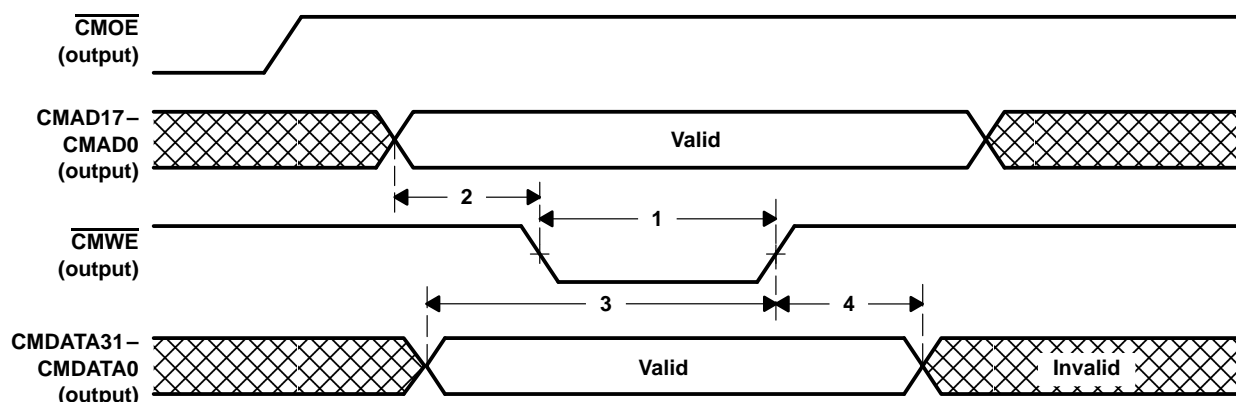 CMOE
(output)
CMAD17–
CMAD0
(output)
Valid
2
1
CMWE
(output)
3
4
CMDATA31–
CMDATA0
(output)
Valid
Invalid